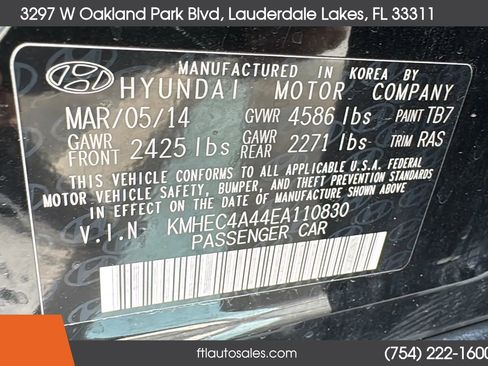 3297 W Oakland Park Blvd, Lauderdale Lakes, FL 33311
MANUFACTURED IN KOREA BY
HYUNDAI MOTOR COMPANY
MAR/05/14 GVWR 4586 lbs PAINT TB7
GAWR FRONT 2425 lbs GAWR REAR 2271 lbs TRIM RAS
THIS VEHICLE CONFORMS TO ALL APPLICABLE U.S.A. FEDERAL
MOTOR VEHICLE SAFETY, BUMPER, AND THEFT PREVENTION STANDARDS
IN EFFECT ON THE DATE OF MANUFACTURE SHOWN ABOVE.
V.I.N. KMHEC4A44EA110830
PASSENGER CAR
ftlautosales.com
(754) 222-1600